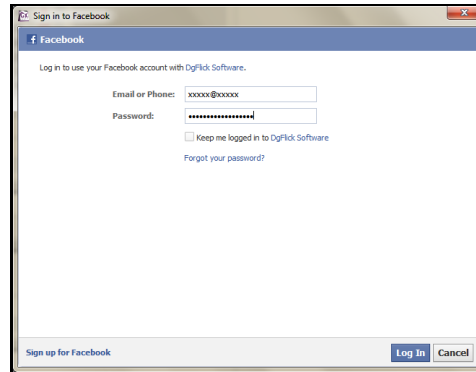 Sign in to Facebook
Facebook
Log in to use your Facebook account with DgFlick Software.
Email or Phone: xxxxx@xxxxx
Password: ••••••••••••••••••
Keep me logged in to DgFlick Software
Forgot your password?
Sign up for Facebook Log In Cancel